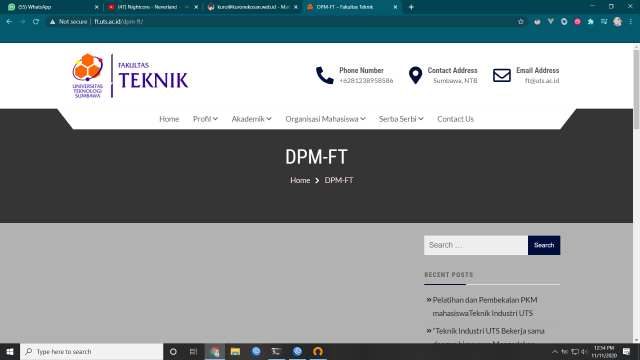 (55) WhatsApp
(47) Nightcore - Neverland
kuro@kuronekosan.web.id - Mai
DPM-FT – Fakultas Teknik
Not secure | ft.uts.ac.id/dpm-ft/
UNIVERSITAS
TEKNOLOGI
SUMBAWA
FAKULTAS
TEKNIK
Phone Number
+6281238958586
Contact Address
Sumbawa, NTB
Email Address
ft@uts.ac.id
Home
Profil
Akademik
Organisasi Mahasiswa
Serba Serbi
Contact Us
DPM-FT
Home
DPM-FT
Search …
Search
RECENT POSTS
Pelatihan dan Pembekalan PKM
mahasiswaTeknik Industri UTS
"Teknik Industri UTS Bekerja sama
Type here to search
12:54 PM
11/11/2020